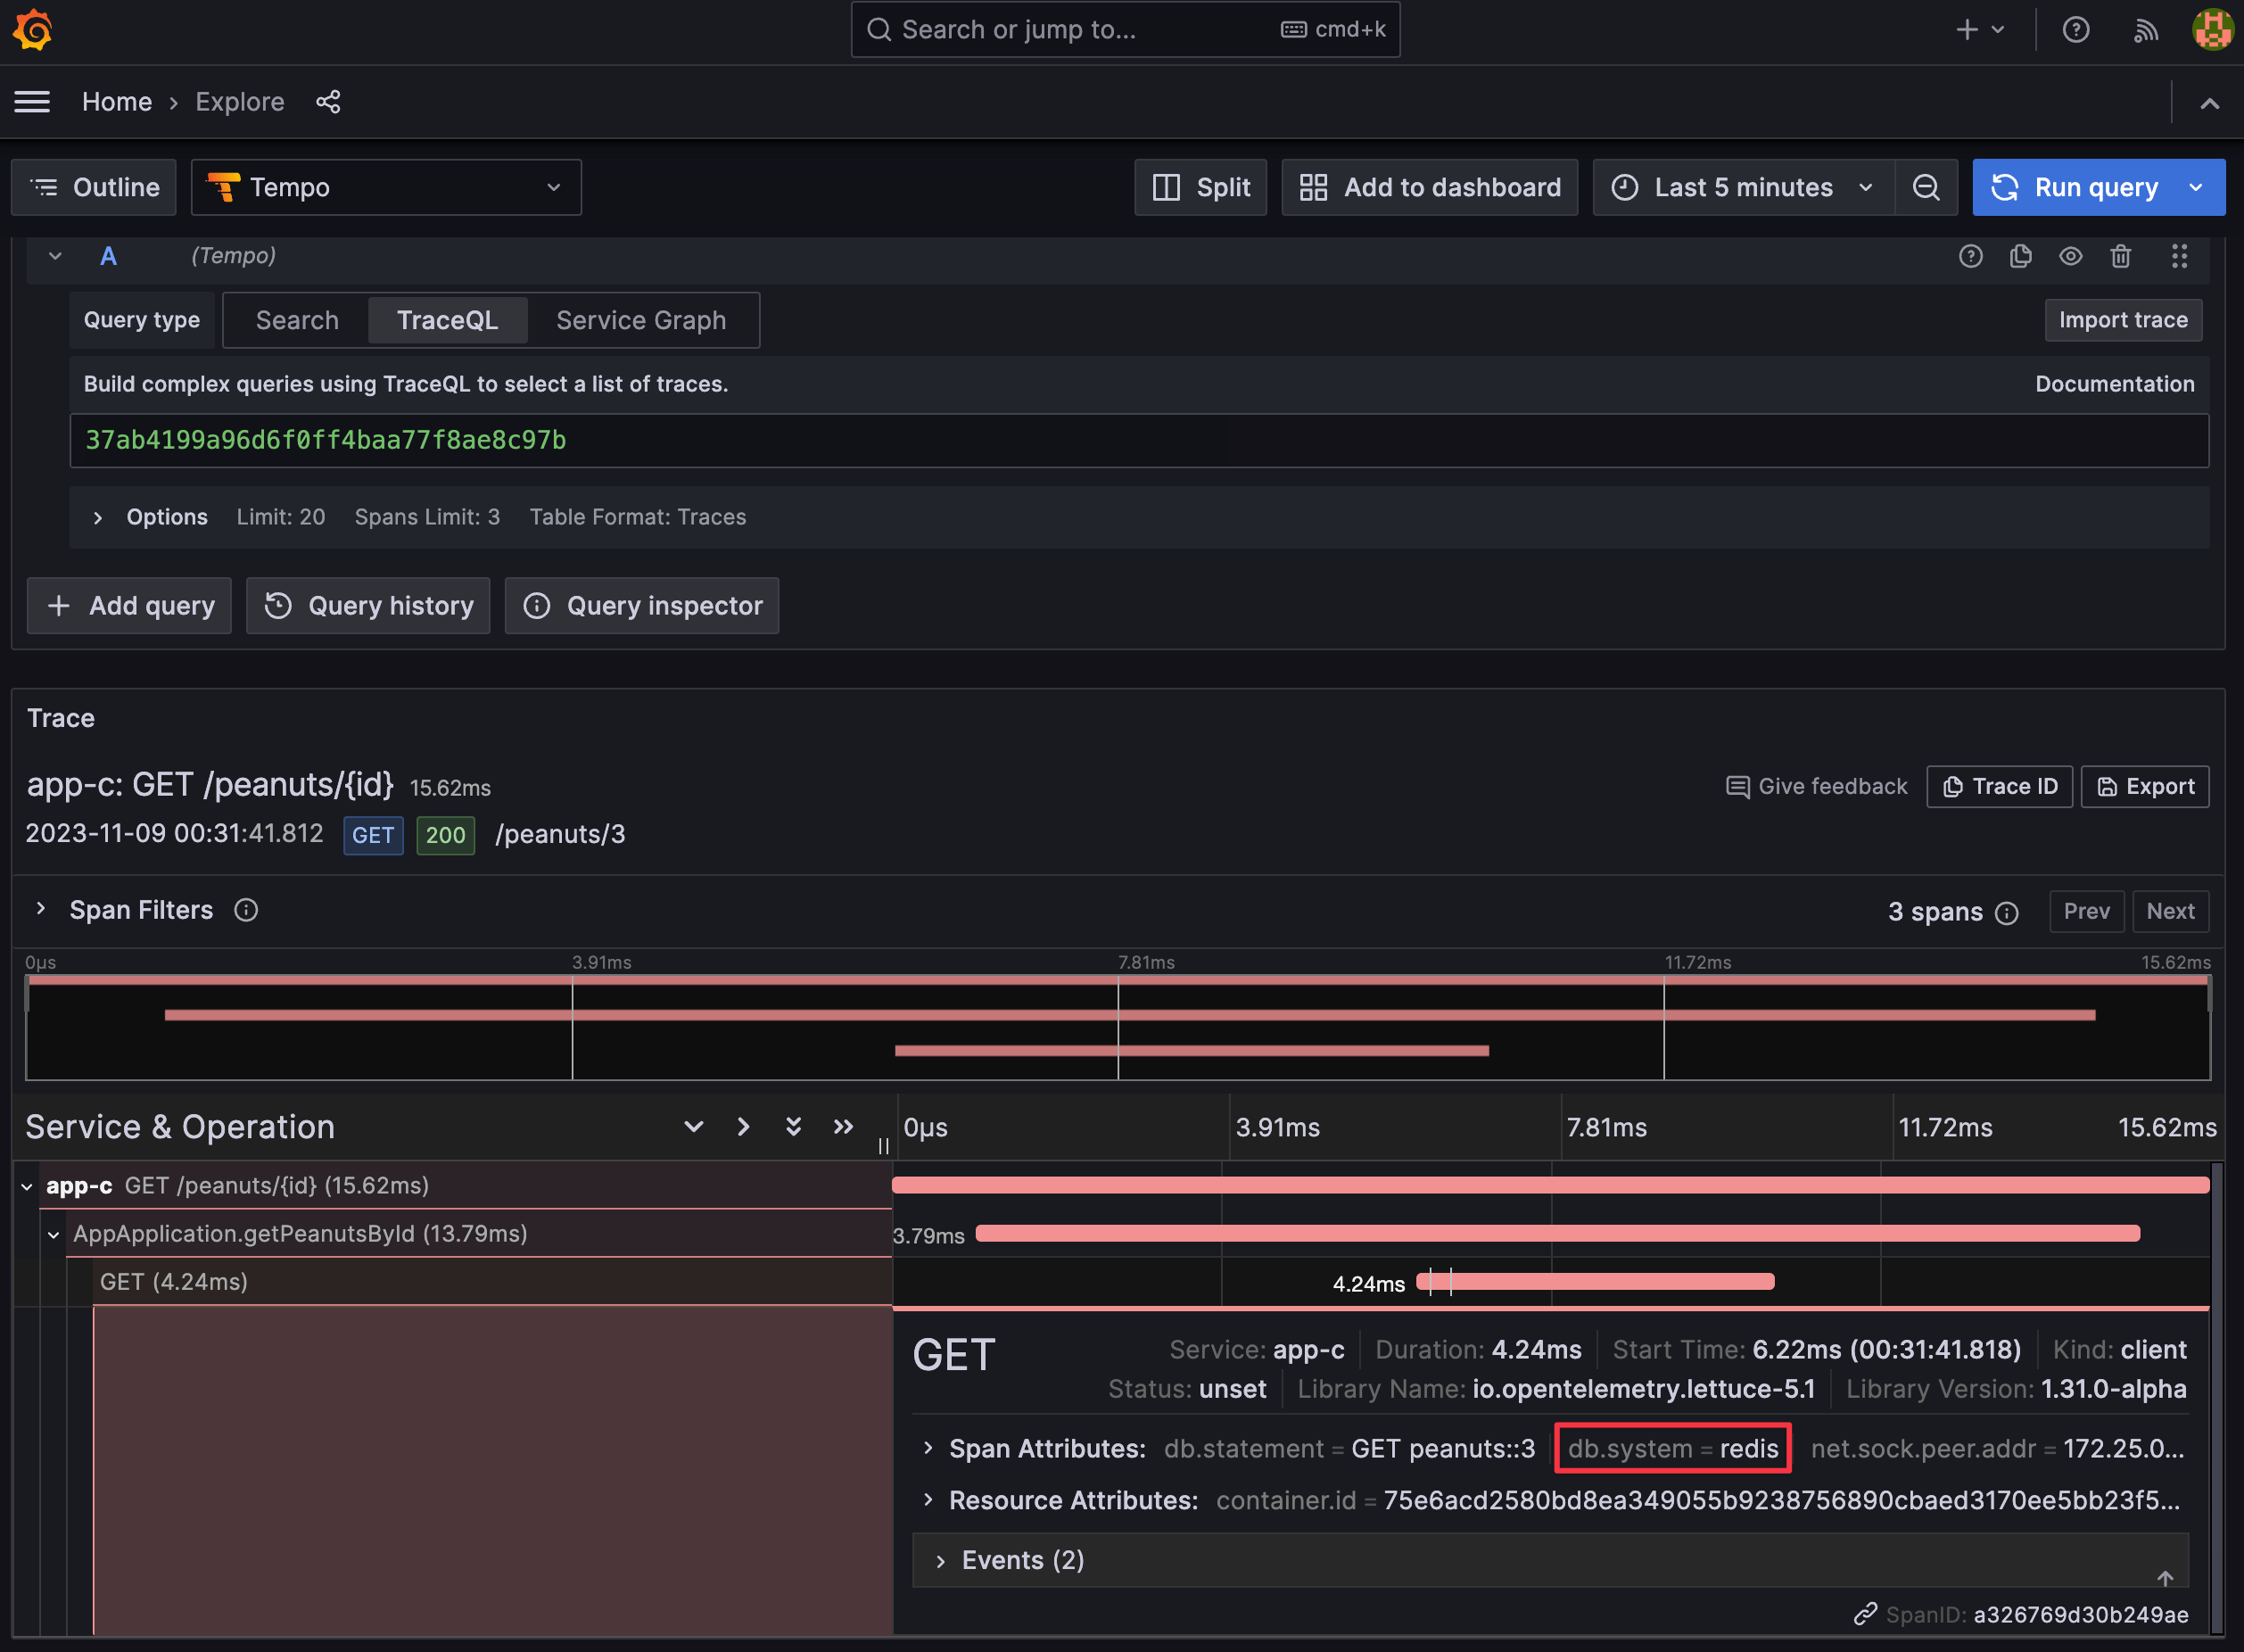 Search or jump to... cmd+k
Home › Explore
Outline Tempo Split Add to dashboard Last 5 minutes Run query
A (Tempo)
Query type Search TraceQL Service Graph Import trace
Build complex queries using TraceQL to select a list of traces. Documentation
37ab4199a96d6f0ff4baa77f8ae8c97b
Options Limit: 20 Spans Limit: 3 Table Format: Traces
Add query Query history Query inspector
Trace
app-c: GET /peanuts/{id} 15.62ms Give feedback Trace ID Export
2023-11-09 00:31:41.812 GET 200 /peanuts/3
Span Filters 3 spans Prev Next
0μs 3.91ms 7.81ms 11.72ms 15.62ms
Service & Operation 0μs 3.91ms 7.81ms 11.72ms 15.62ms
app-c GET /peanuts/{id} (15.62ms)
AppApplication.getPeanutsById (13.79ms) 3.79ms
GET (4.24ms) 4.24ms
GET Service: app-c Duration: 4.24ms Start Time: 6.22ms (00:31:41.818) Kind: client
Status: unset Library Name: io.opentelemetry.lettuce-5.1 Library Version: 1.31.0-alpha
Span Attributes: db.statement = GET peanuts::3 db.system = redis net.sock.peer.addr = 172.25.0...
Resource Attributes: container.id = 75e6acd2580bd8ea349055b9238756890cbaed3170ee5bb23f5...
Events (2)
SpanID: a326769d30b249ae